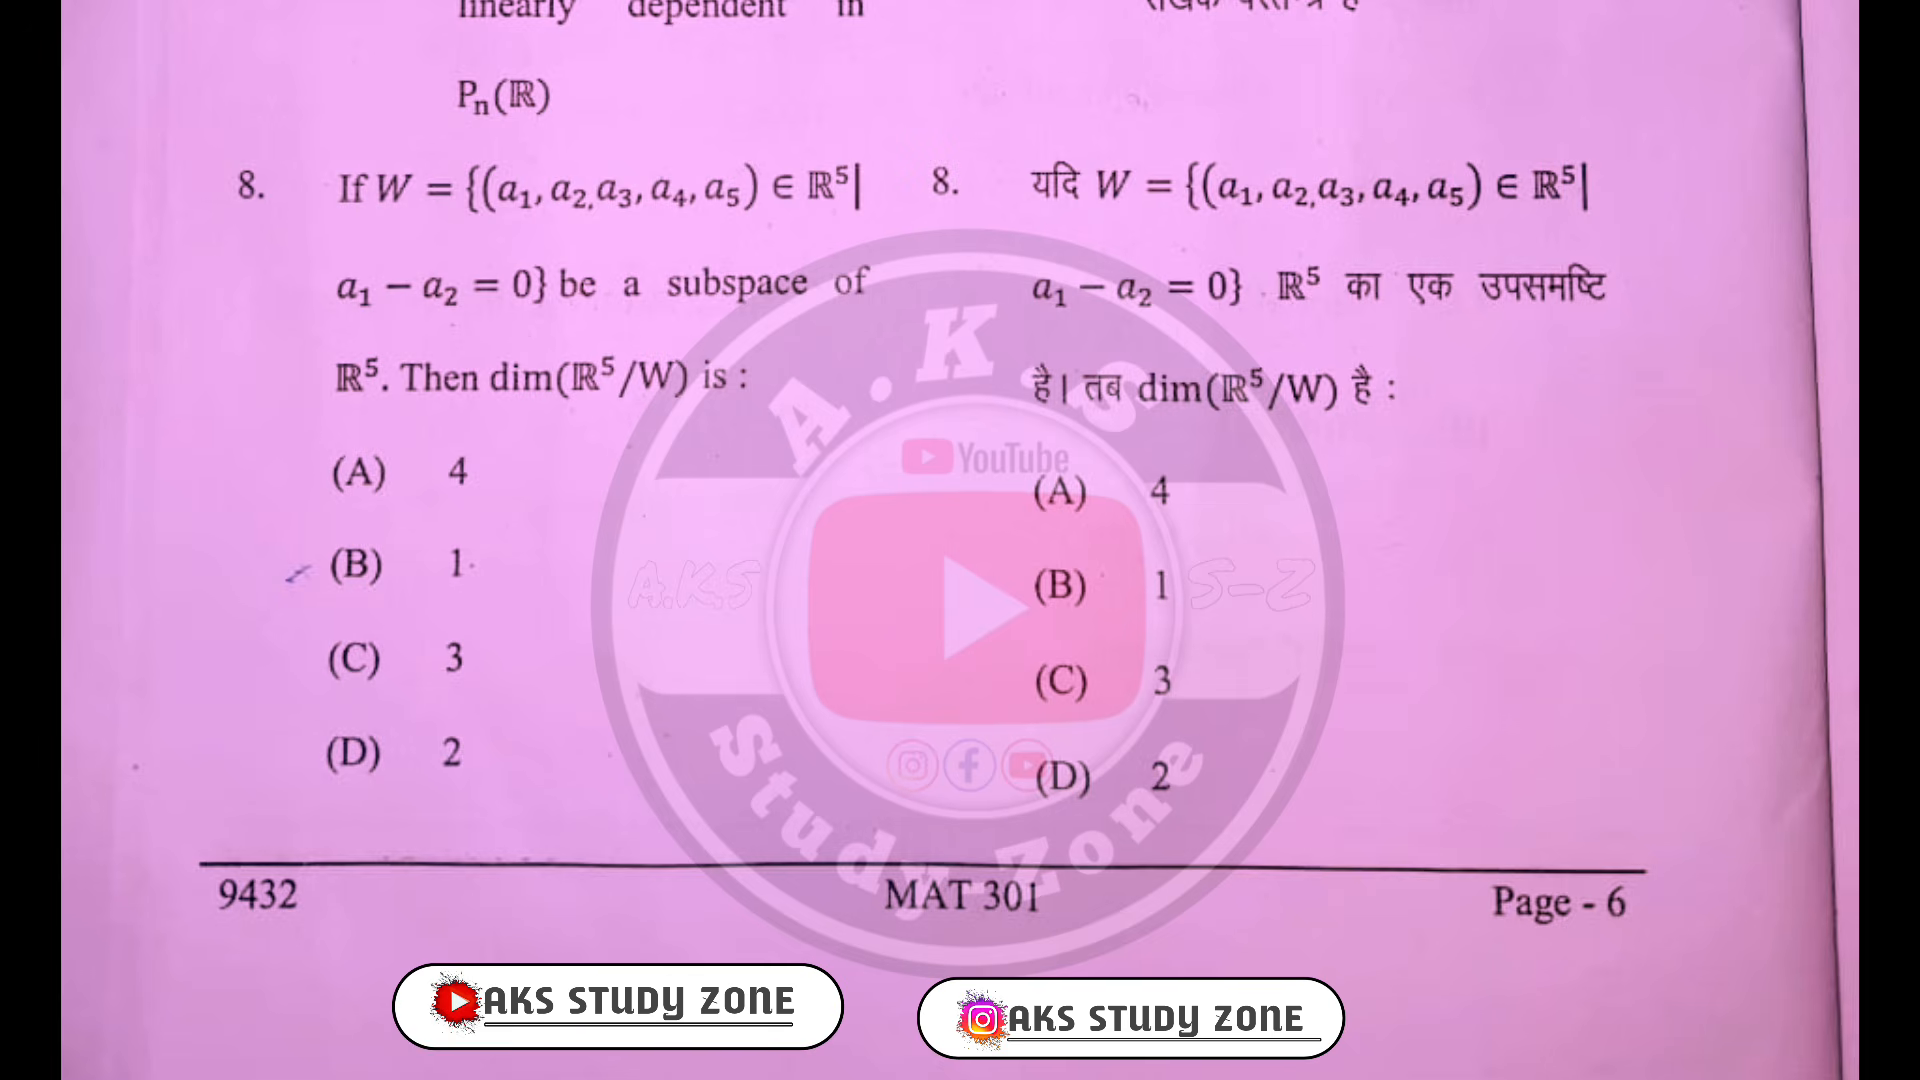 linearly dependent in
Pn(ℝ)
8. If W = {(a₁, a₂,a₃, a₄, a₅) ∈ ℝ⁵|
a₁ − a₂ = 0} be a subspace of
ℝ⁵. Then dim(ℝ⁵/W) is :
(A) 4
(B) 1
(C) 3
(D) 2
8. यदि W = {(a₁, a₂,a₃, a₄, a₅) ∈ ℝ⁵|
a₁ − a₂ = 0} ℝ⁵ का एक उपसमष्टि
है। तब dim(ℝ⁵/W) है :
(A) 4
(B) 1
(C) 3
(D) 2
9432 MAT 301 Page - 6
A.K.S
YouTube
A.K.S S-Z
Study-Zone
AKS STUDY ZONE
AKS STUDY ZONE